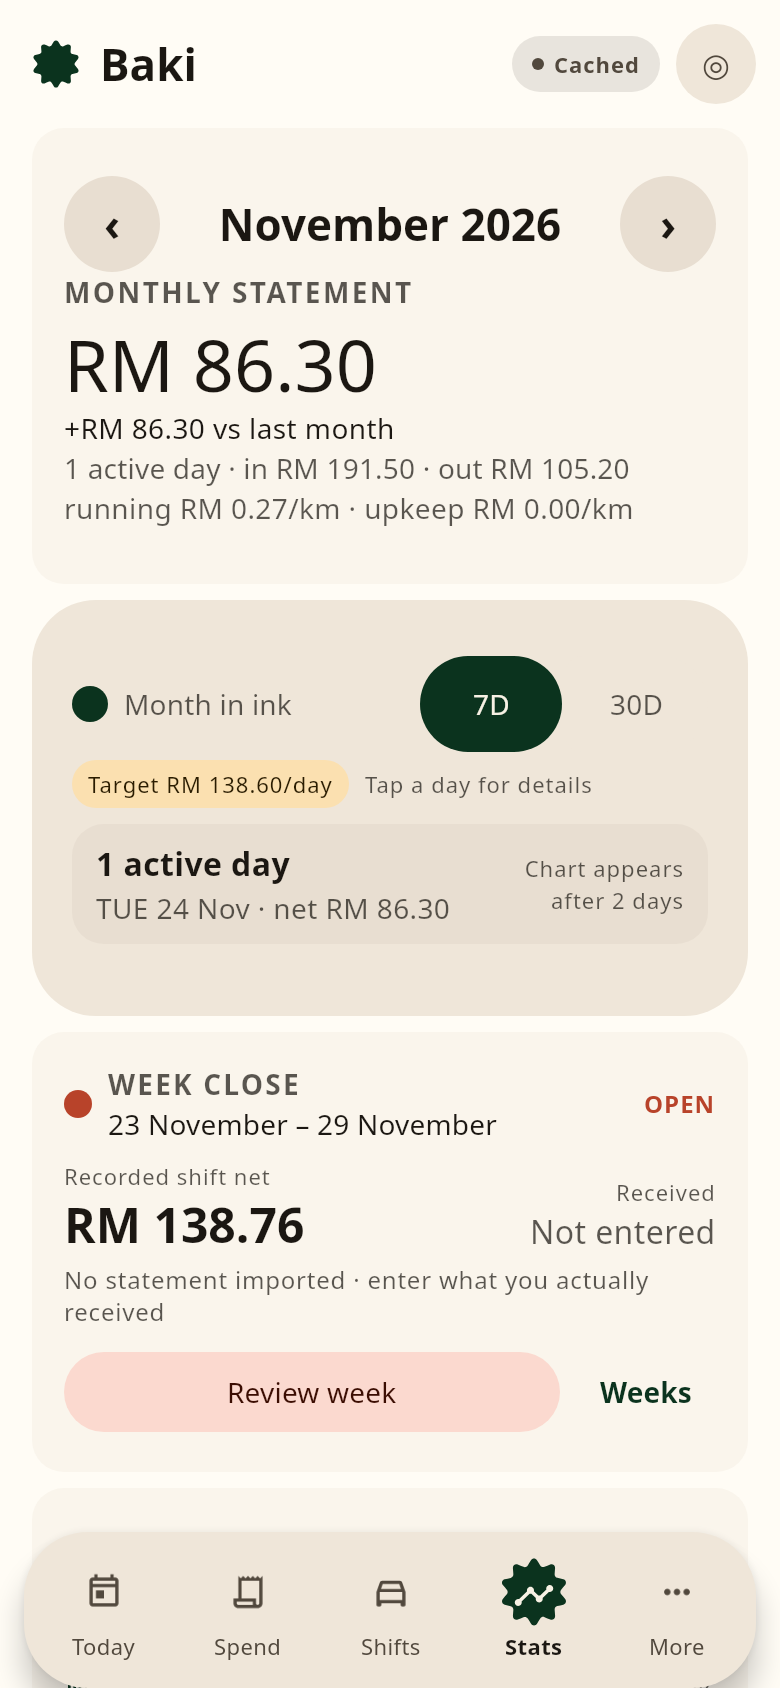 Baki
Cached
November 2026
MONTHLY STATEMENT
RM 86.30
+RM 86.30 vs last month
1 active day · in RM 191.50 · out RM 105.20
running RM 0.27/km · upkeep RM 0.00/km
Month in ink
7D
30D
Target RM 138.60/day
Tap a day for details
1 active day
TUE 24 Nov · net RM 86.30
Chart appears
after 2 days
WEEK CLOSE
23 November – 29 November
OPEN
Recorded shift net
RM 138.76
Received
Not entered
No statement imported · enter what you actually
received
Review week
Weeks
Today
Spend
Shifts
Stats
More